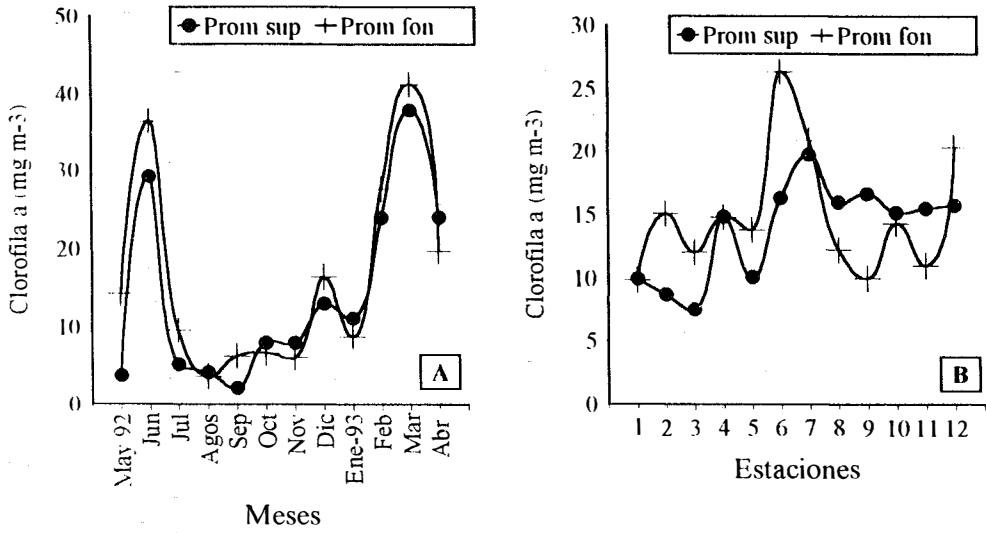 Prom sup Prom fon
Clorofila a (mg m-3)
50
40
30
20
10
0
A
May 92
Jun
Jul
Agos
Sep
Oct
Nov
Dic
Ene-93
Feb
Mar
Abr
Meses
Prom sup Prom fon
Clorofila a (mg m-3)
30
25
20
15
10
5
0
B
1 2 3 4 5 6 7 8 9 10 11 12
Estaciones